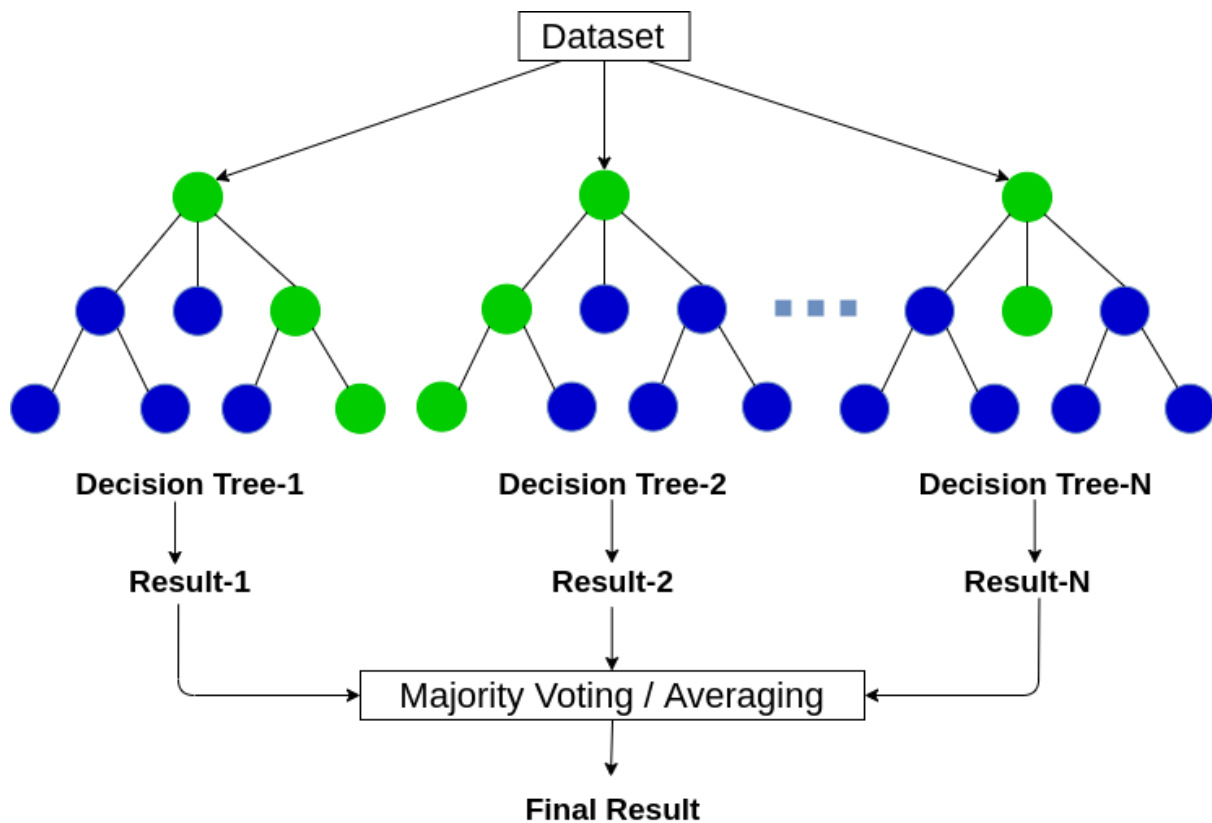 Dataset
Decision Tree-1
Decision Tree-2
Decision Tree-N
Result-1
Result-2
Result-N
Majority Voting / Averaging
Final Result